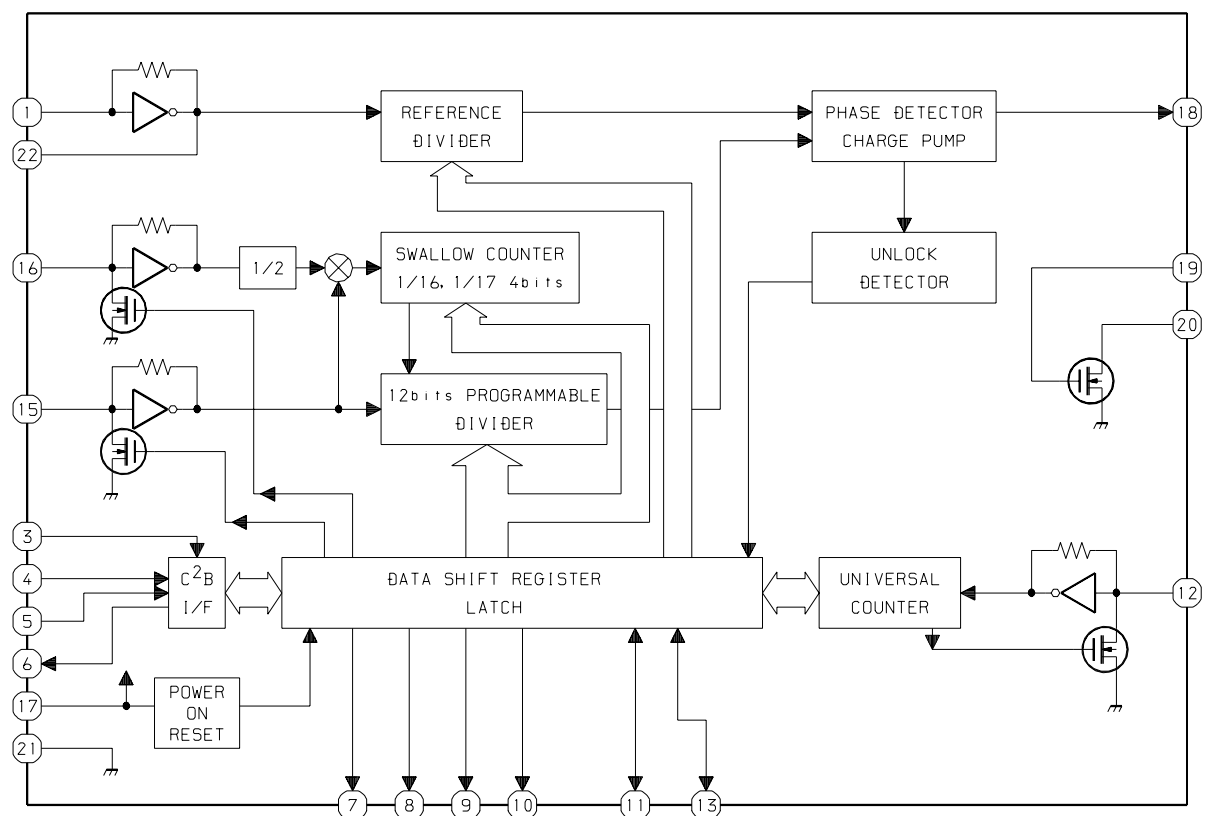 1
REFERENCE
DIVIDER
PHASE DETECTOR
CHARGE PUMP
18
22
16
1/2
SWALLOW COUNTER
1/16, 1/17 4bits
UNLOCK
DETECTOR
19
20
15
12bits PROGRAMMABLE
DIVIDER
3
4
5
6
C2B
I/F
DATA SHIFT REGISTER
LATCH
UNIVERSAL
COUNTER
12
17
21
POWER
ON
RESET
7
8
9
10
11
13